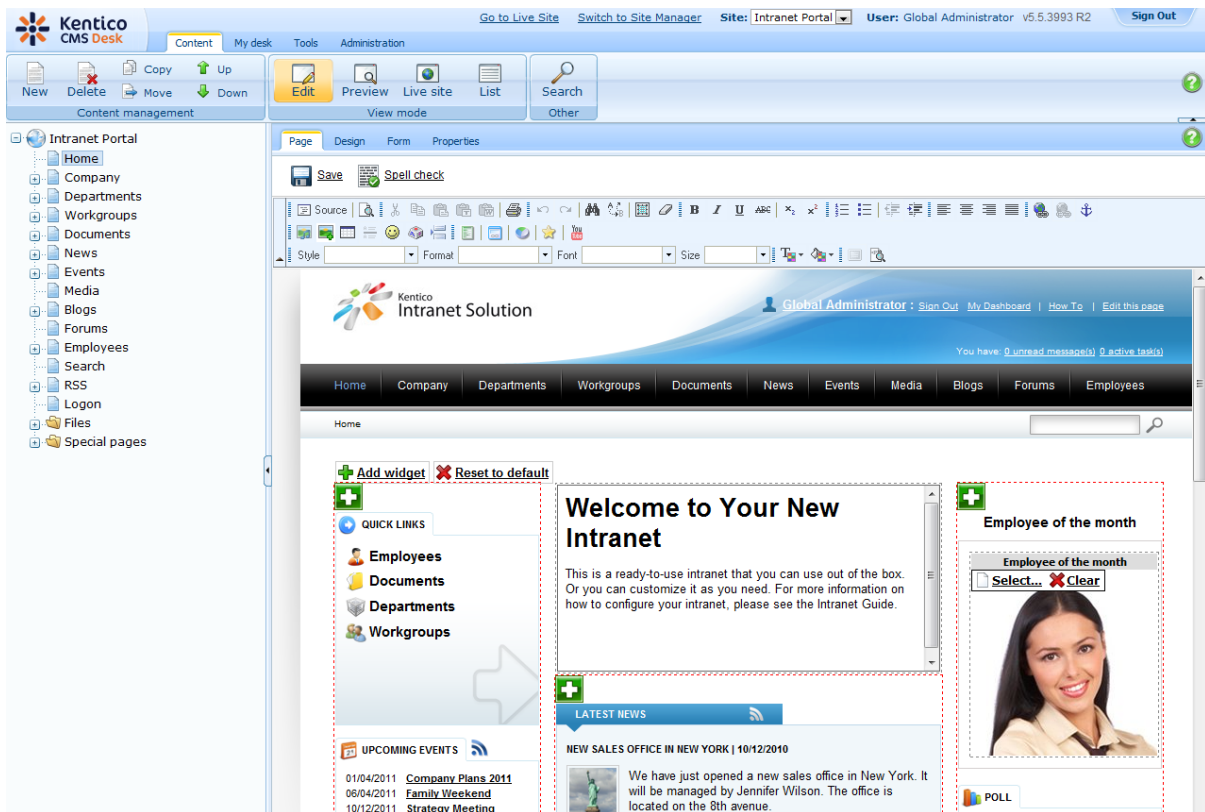 Kentico
CMS Desk
Go to Live Site Switch to Site Manager Site: Intranet Portal User: Global Administrator v5.5.3993 R2 Sign Out
Content My desk Tools Administration
New Delete Copy Move Up Down
Content management
Edit Preview Live site List
View mode
Search
Other
Intranet Portal
Home
Company
Departments
Workgroups
Documents
News
Events
Media
Blogs
Forums
Employees
Search
RSS
Logon
Files
Special pages
Page Design Form Properties
Save Spell check
Source B I U ABC x₂ x²
You Tube
Style Format Font Size
Kentico
Intranet Solution
Global Administrator : Sign Out My Dashboard | How To | Edit this page
You have: 0 unread message(s) 0 active task(s)
Home Company Departments Workgroups Documents News Events Media Blogs Forums Employees
Home
Add widget Reset to default
QUICK LINKS
Employees
Documents
Departments
Workgroups
UPCOMING EVENTS
01/04/2011 Company Plans 2011
06/04/2011 Family Weekend
10/12/2011 Strategy Meeting
Welcome to Your New
Intranet
This is a ready-to-use intranet that you can use out of the box.
Or you can customize it as you need. For more information on
how to configure your intranet, please see the Intranet Guide.
LATEST NEWS
NEW SALES OFFICE IN NEW YORK | 10/12/2010
We have just opened a new sales office in New York. It
will be managed by Jennifer Wilson. The office is
located on the 8th avenue.
Employee of the month
Employee of the month
Select... Clear
POLL